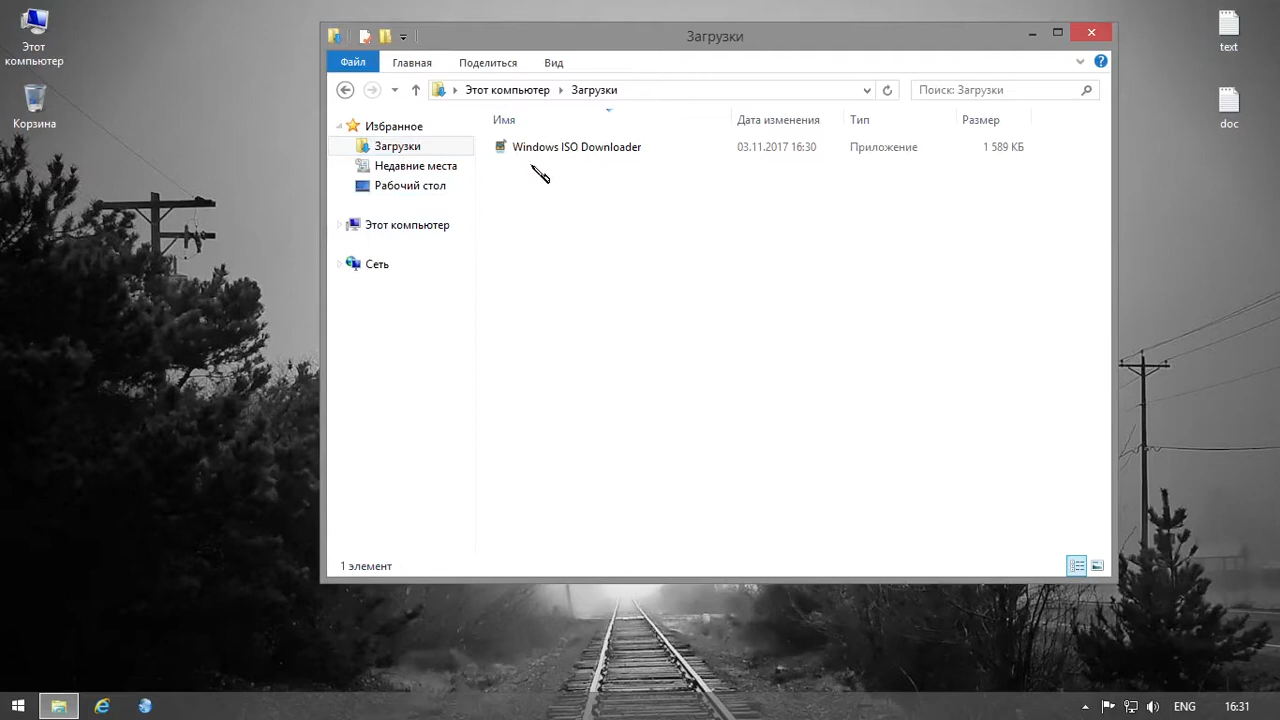 Этот
компьютер
Корзина
text
doc
Загрузки
Файл
Главная
Поделиться
Вид
Этот компьютер
Загрузки
Поиск: Загрузки
Избранное
Загрузки
Недавние места
Рабочий стол
Этот компьютер
Сеть
Имя
Дата изменения
Тип
Размер
Windows ISO Downloader
03.11.2017 16:30
Приложение
1 589 КБ
1 элемент
ENG
16:31